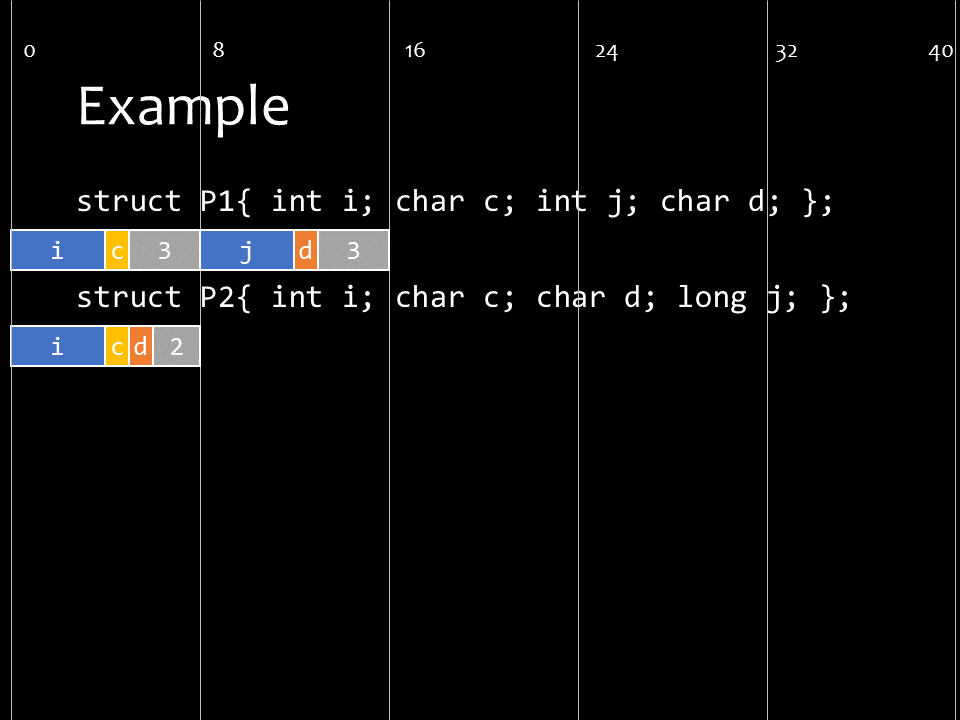 0 8 16 24 32 40
Example
struct P1{ int i; char c; int j; char d; };
i c 3 j d 3
struct P2{ int i; char c; char d; long j; };
i c d 2